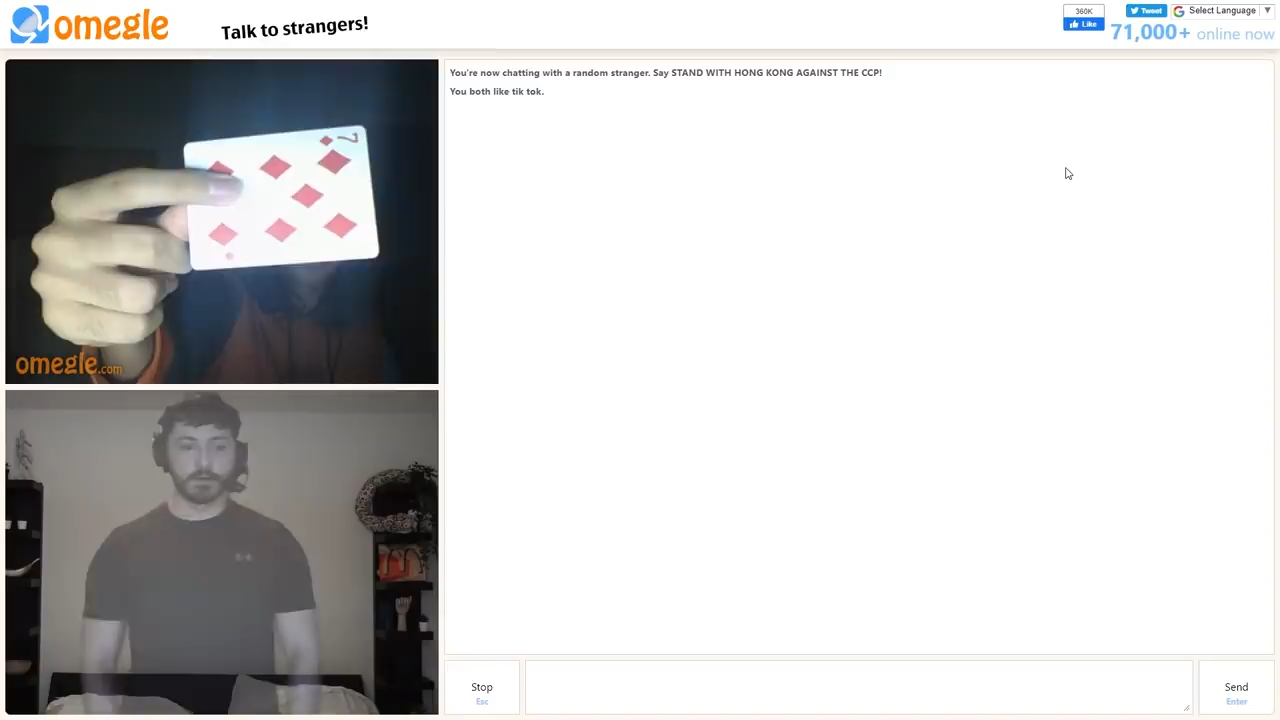 omegle
Talk to strangers!
360K
Like
Tweet
Select Language ▼
71,000+ online now
You're now chatting with a random stranger. Say STAND WITH HONG KONG AGAINST THE CCP!
You both like tik tok.
7
omegle.com
Stop
Esc
Send
Enter